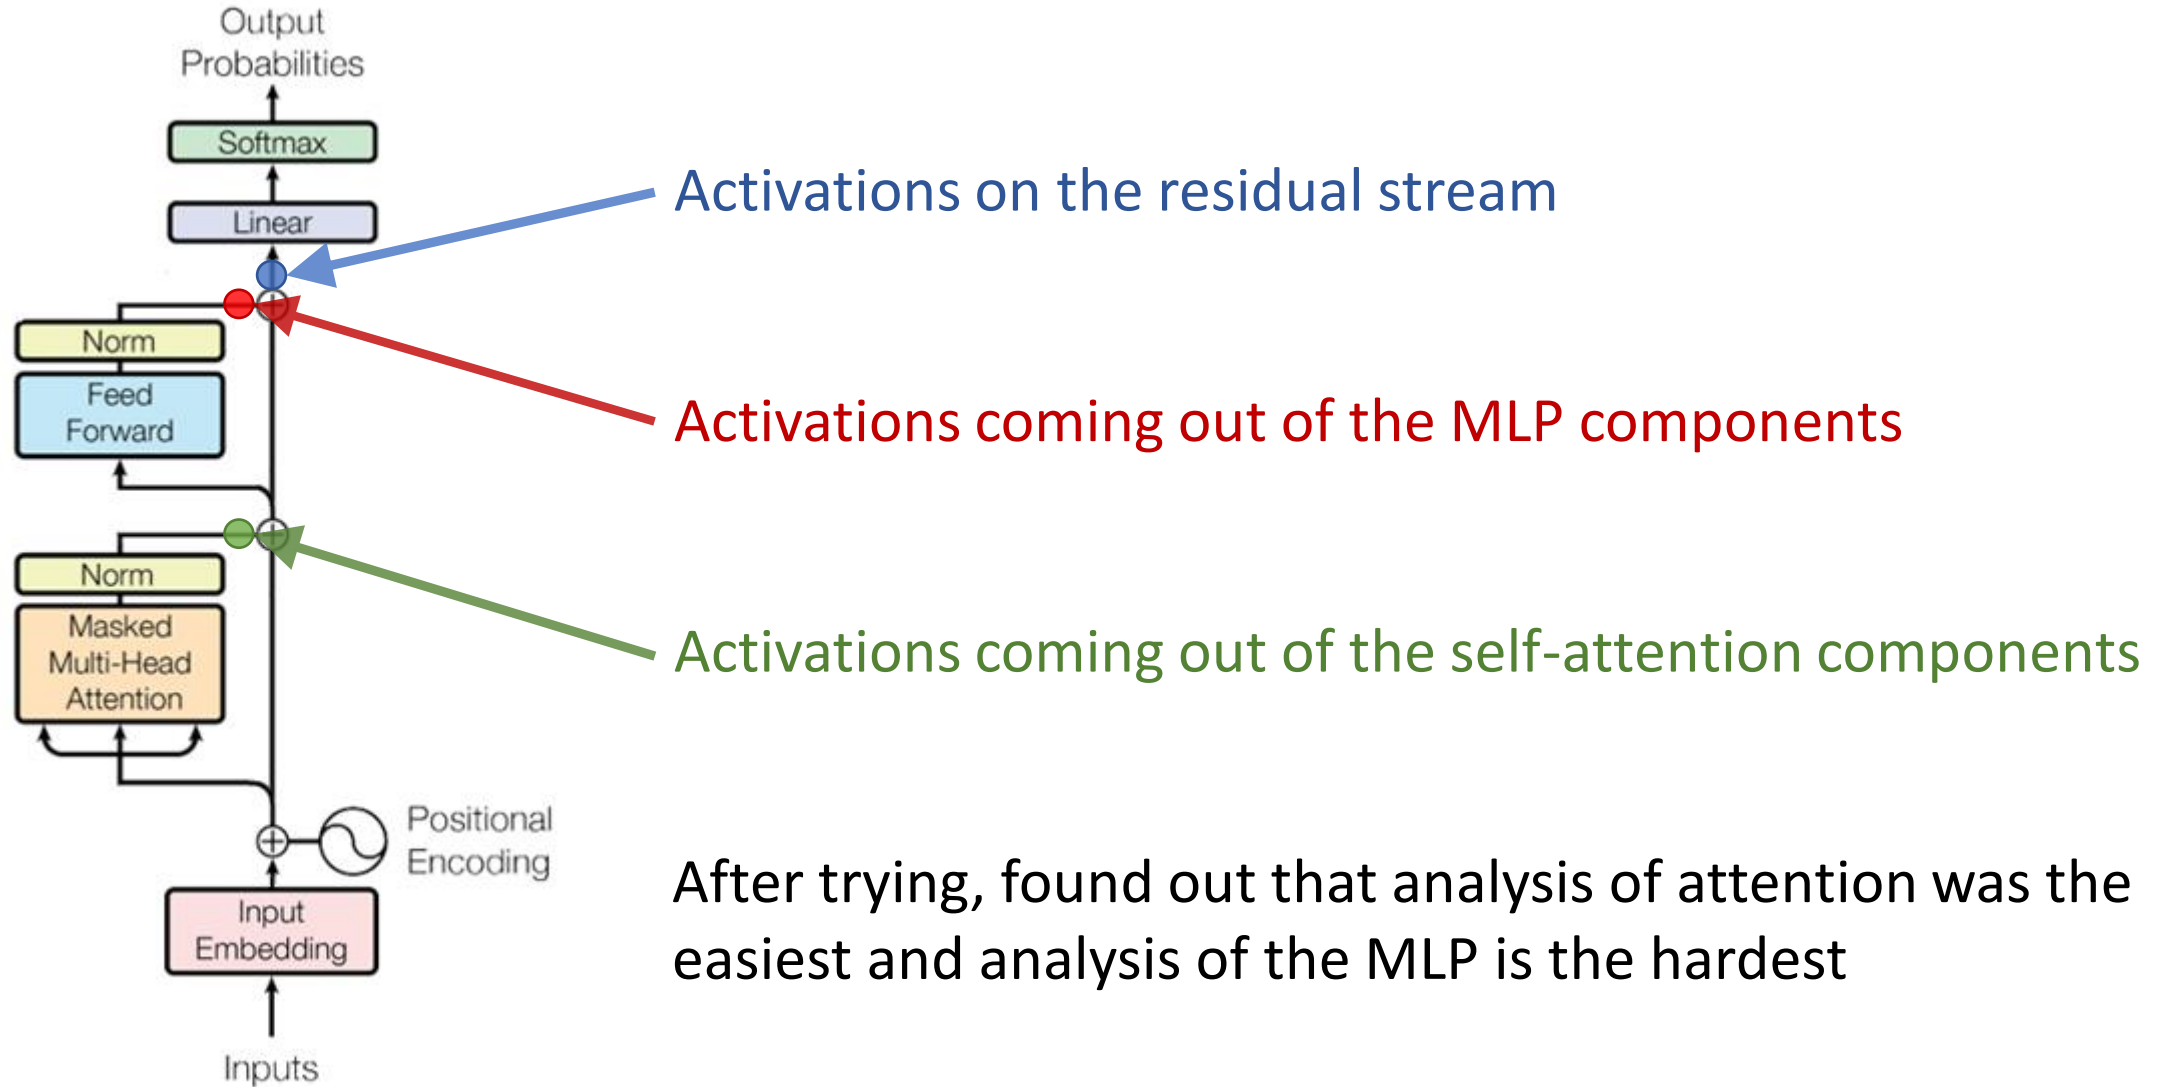 Output
Probabilities
Softmax
Linear
Activations on the residual stream
Norm
Feed
Forward
Activations coming out of the MLP components
Norm
Masked
Multi-Head
Attention
Activations coming out of the self-attention components
Positional
Encoding
Input
Embedding
Inputs
After trying, found out that analysis of attention was the
easiest and analysis of the MLP is the hardest